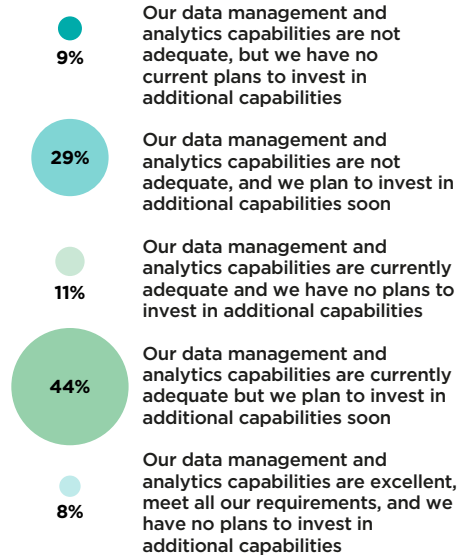 Our data management and
analytics capabilities are not
adequate, but we have no
current plans to invest in
additional capabilities
9%
Our data management and
analytics capabilities are not
adequate, and we plan to invest in
additional capabilities soon
29%
Our data management and
analytics capabilities are currently
adequate and we have no plans to
invest in additional capabilities
11%
Our data management and
analytics capabilities are currently
adequate but we plan to invest in
additional capabilities soon
44%
Our data management and
analytics capabilities are excellent,
meet all our requirements, and we
have no plans to invest in
additional capabilities
8%